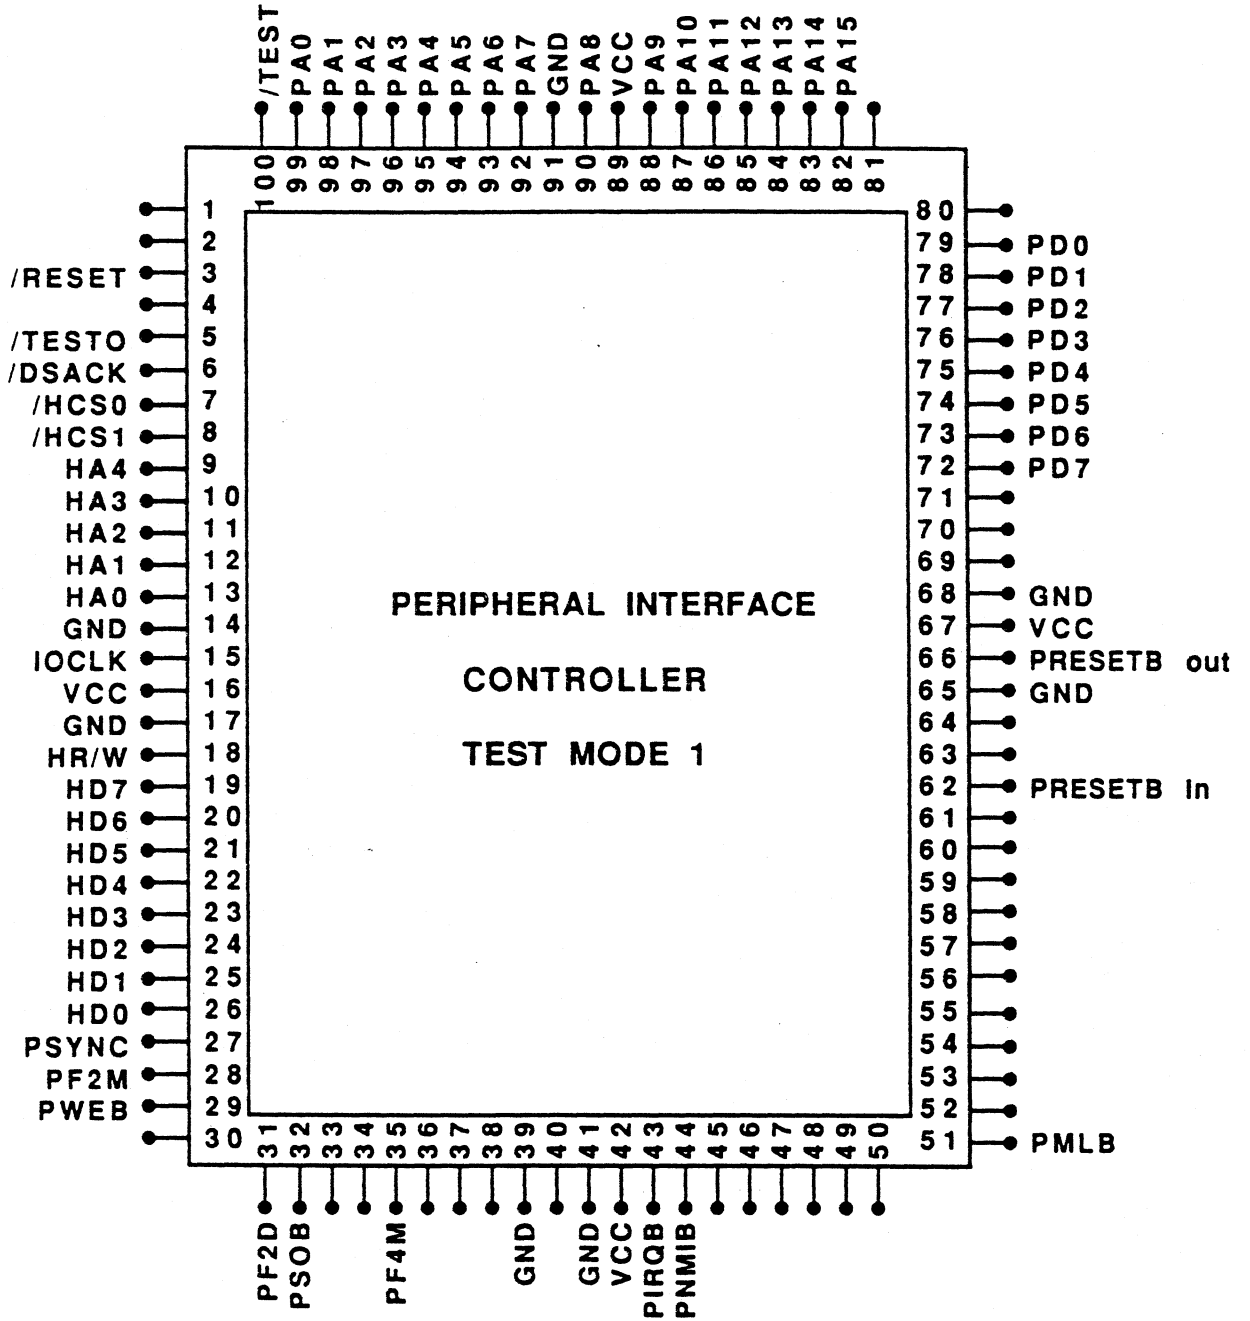 /TEST
PA0
PA1
PA2
PA3
PA4
PA5
PA6
PA7
GND
PA8
VCC
PA9
PA10
PA11
PA12
PA13
PA14
PA15
100
99
98
97
96
95
94
93
92
91
90
89
88
87
86
85
84
83
82
81
1
2
/RESET 3
4
/TESTO 5
/DSACK 6
/HCS0 7
/HCS1 8
HA4 9
HA3 10
HA2 11
HA1 12
HA0 13
GND 14
IOCLK 15
VCC 16
GND 17
HR/W 18
HD7 19
HD6 20
HD5 21
HD4 22
HD3 23
HD2 24
HD1 25
HD0 26
PSYNC 27
PF2M 28
PWEB 29
30
PERIPHERAL INTERFACE
CONTROLLER
TEST MODE 1
80
79 PD0
78 PD1
77 PD2
76 PD3
75 PD4
74 PD5
73 PD6
72 PD7
71
70
69
68 GND
67 VCC
66 PRESETB out
65 GND
64
63
62 PRESETB In
61
60
59
58
57
56
55
54
53
52
51 PMLB
31
32
33
34
35
36
37
38
39
40
41
42
43
44
45
46
47
48
49
50
PF2D
PSOB
PF4M
GND
GND
VCC
PIRQB
PNMIB